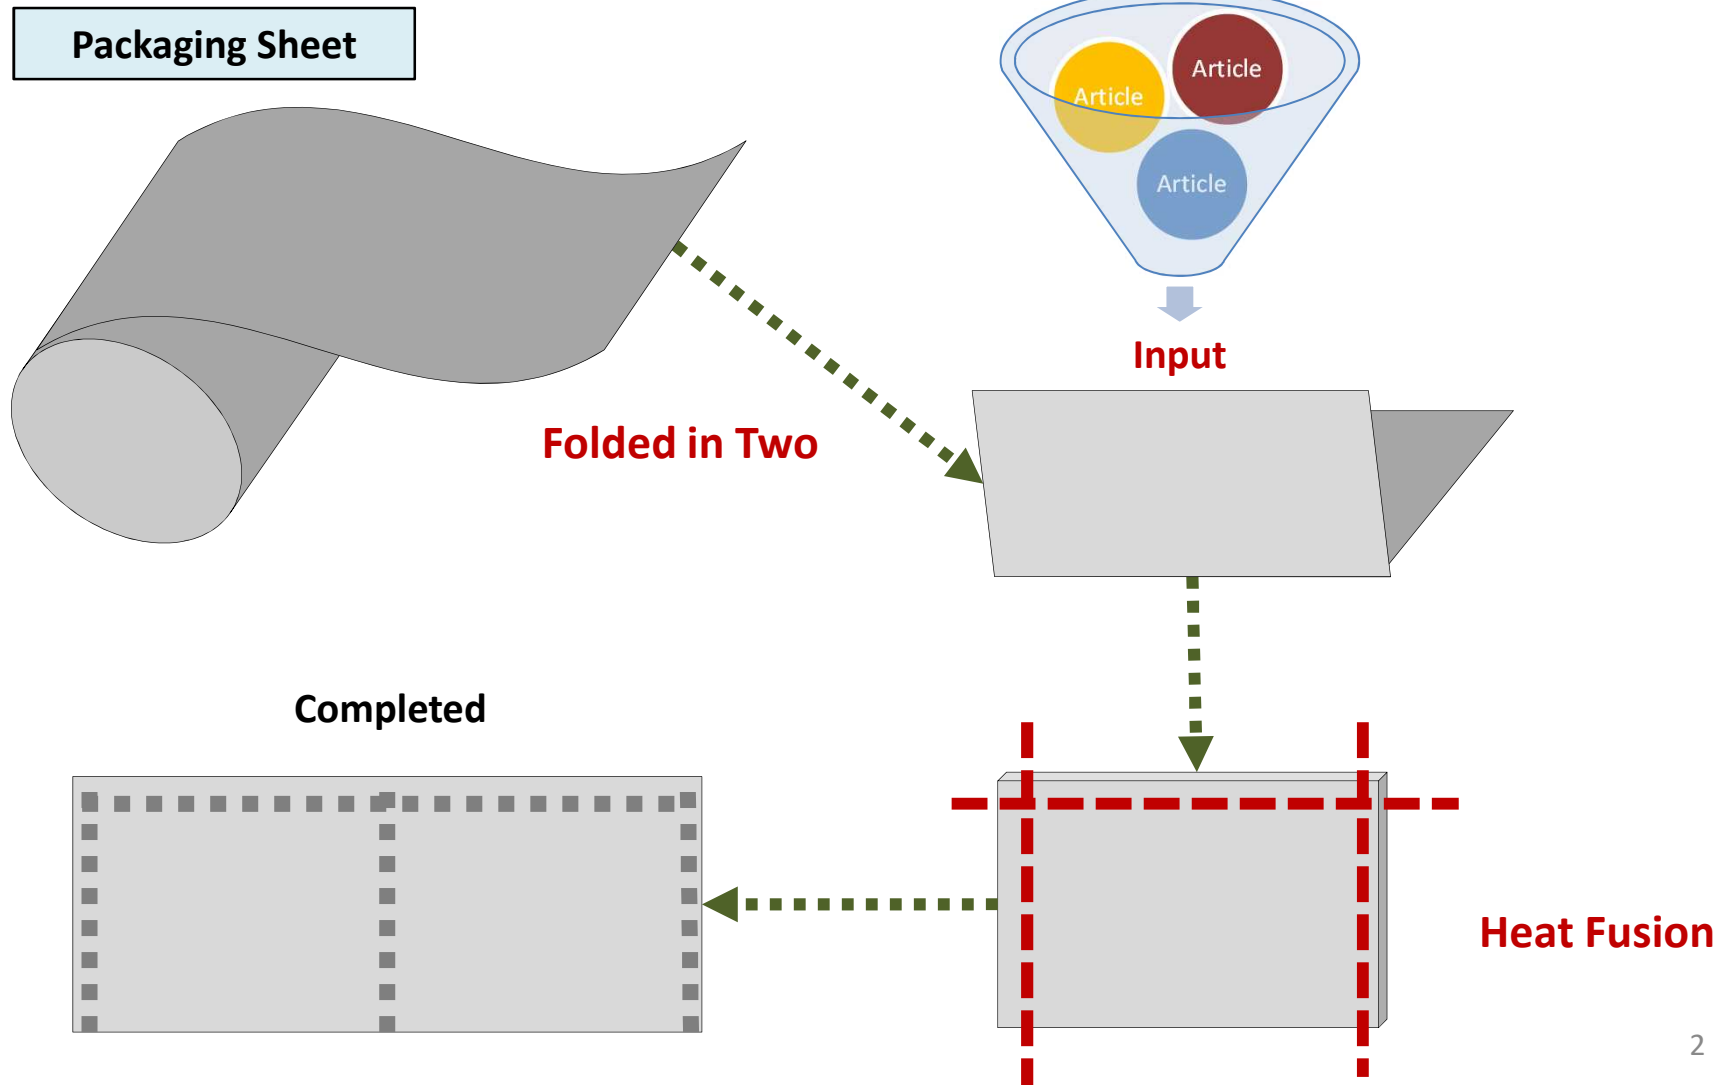 Packaging Sheet
Article
Article
Article
Input
Folded in Two
Completed
Heat Fusion
2